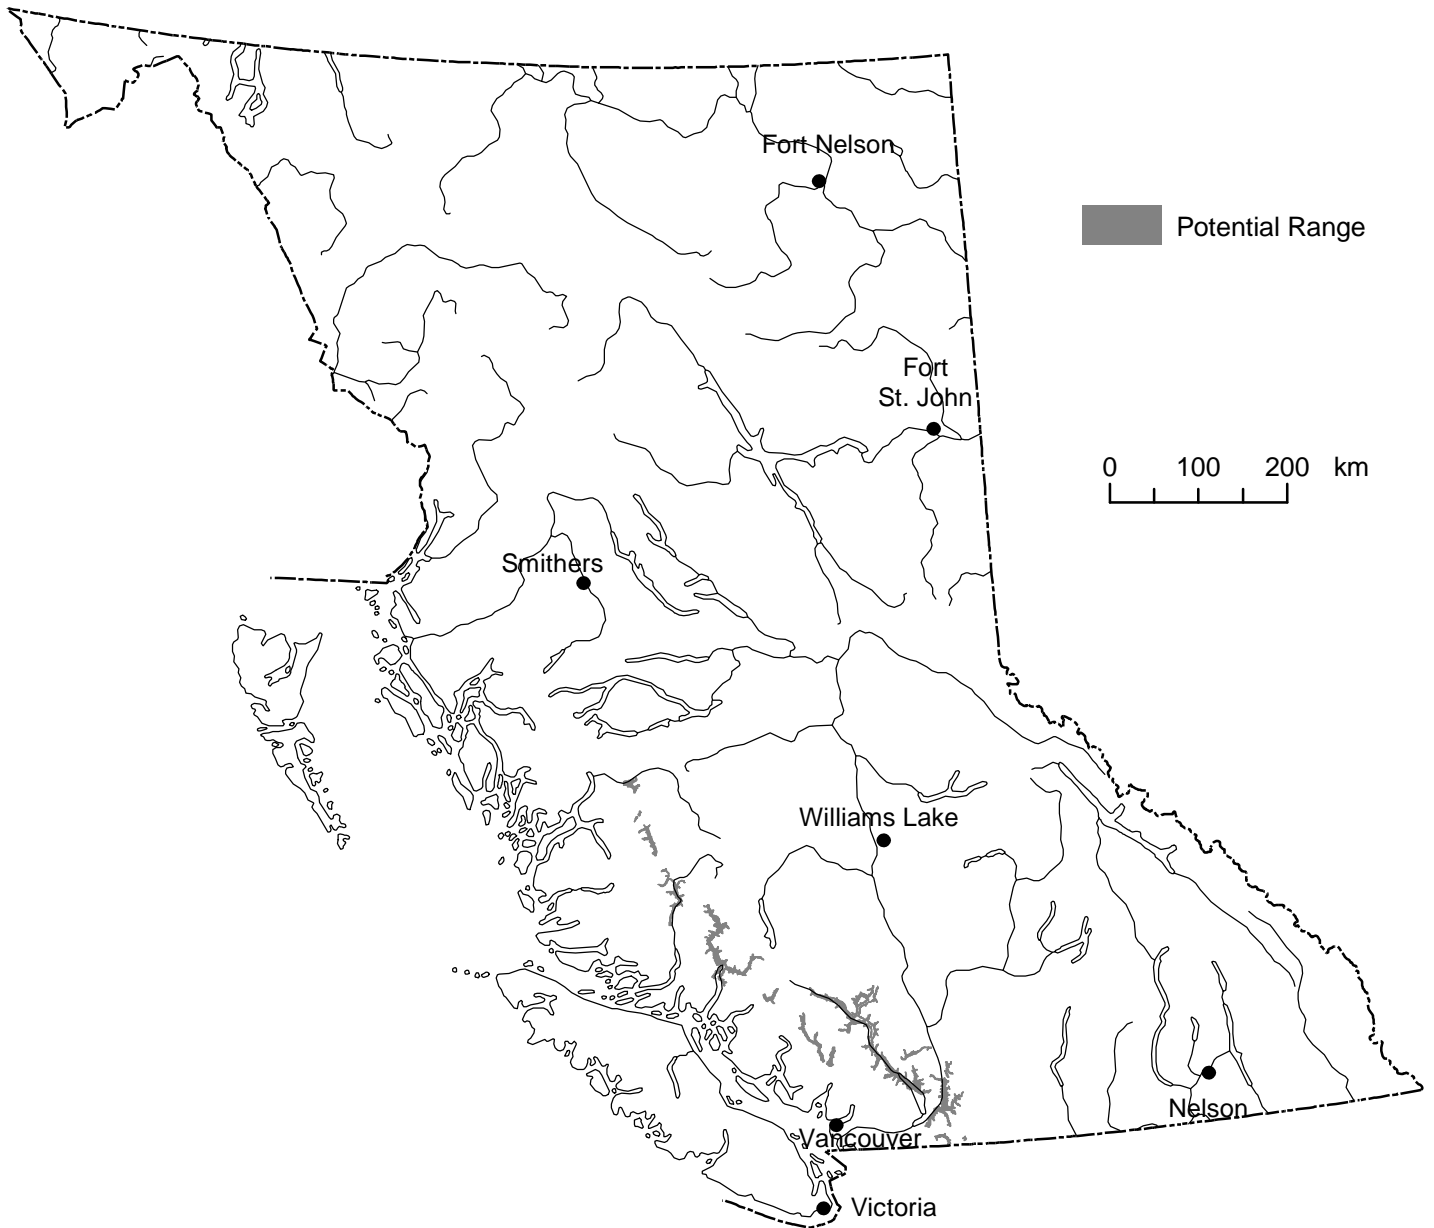 Fort Nelson
Potential Range
Fort
St. John
0 100 200 km
Smithers
Williams Lake
Nelson
Vancouver
Victoria